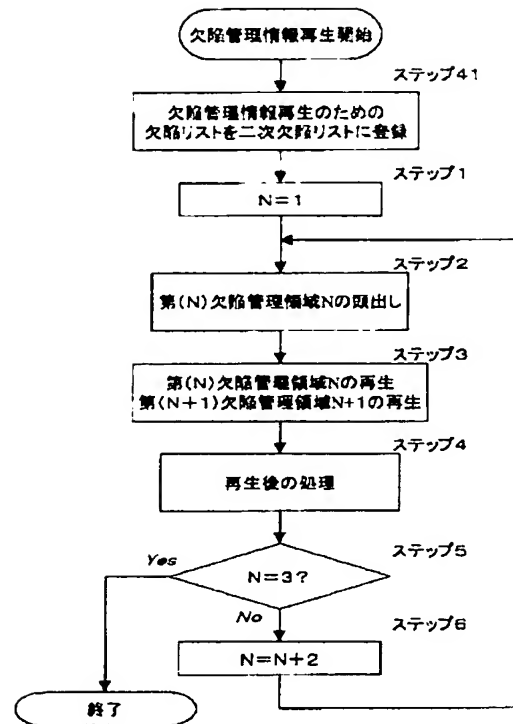 欠陥管理情報再生開始
ステップ41
欠陥管理情報再生のための
欠陥リストを二次欠陥リストに登録
ステップ1
N=1
ステップ2
第(N)欠陥管理領域Nの頭出し
ステップ3
第(N)欠陥管理領域Nの再生
第(N+1)欠陥管理領域N+1の再生
ステップ4
再生後の処理
ステップ5
Yes
N=3?
No
ステップ6
N=N+2
終了